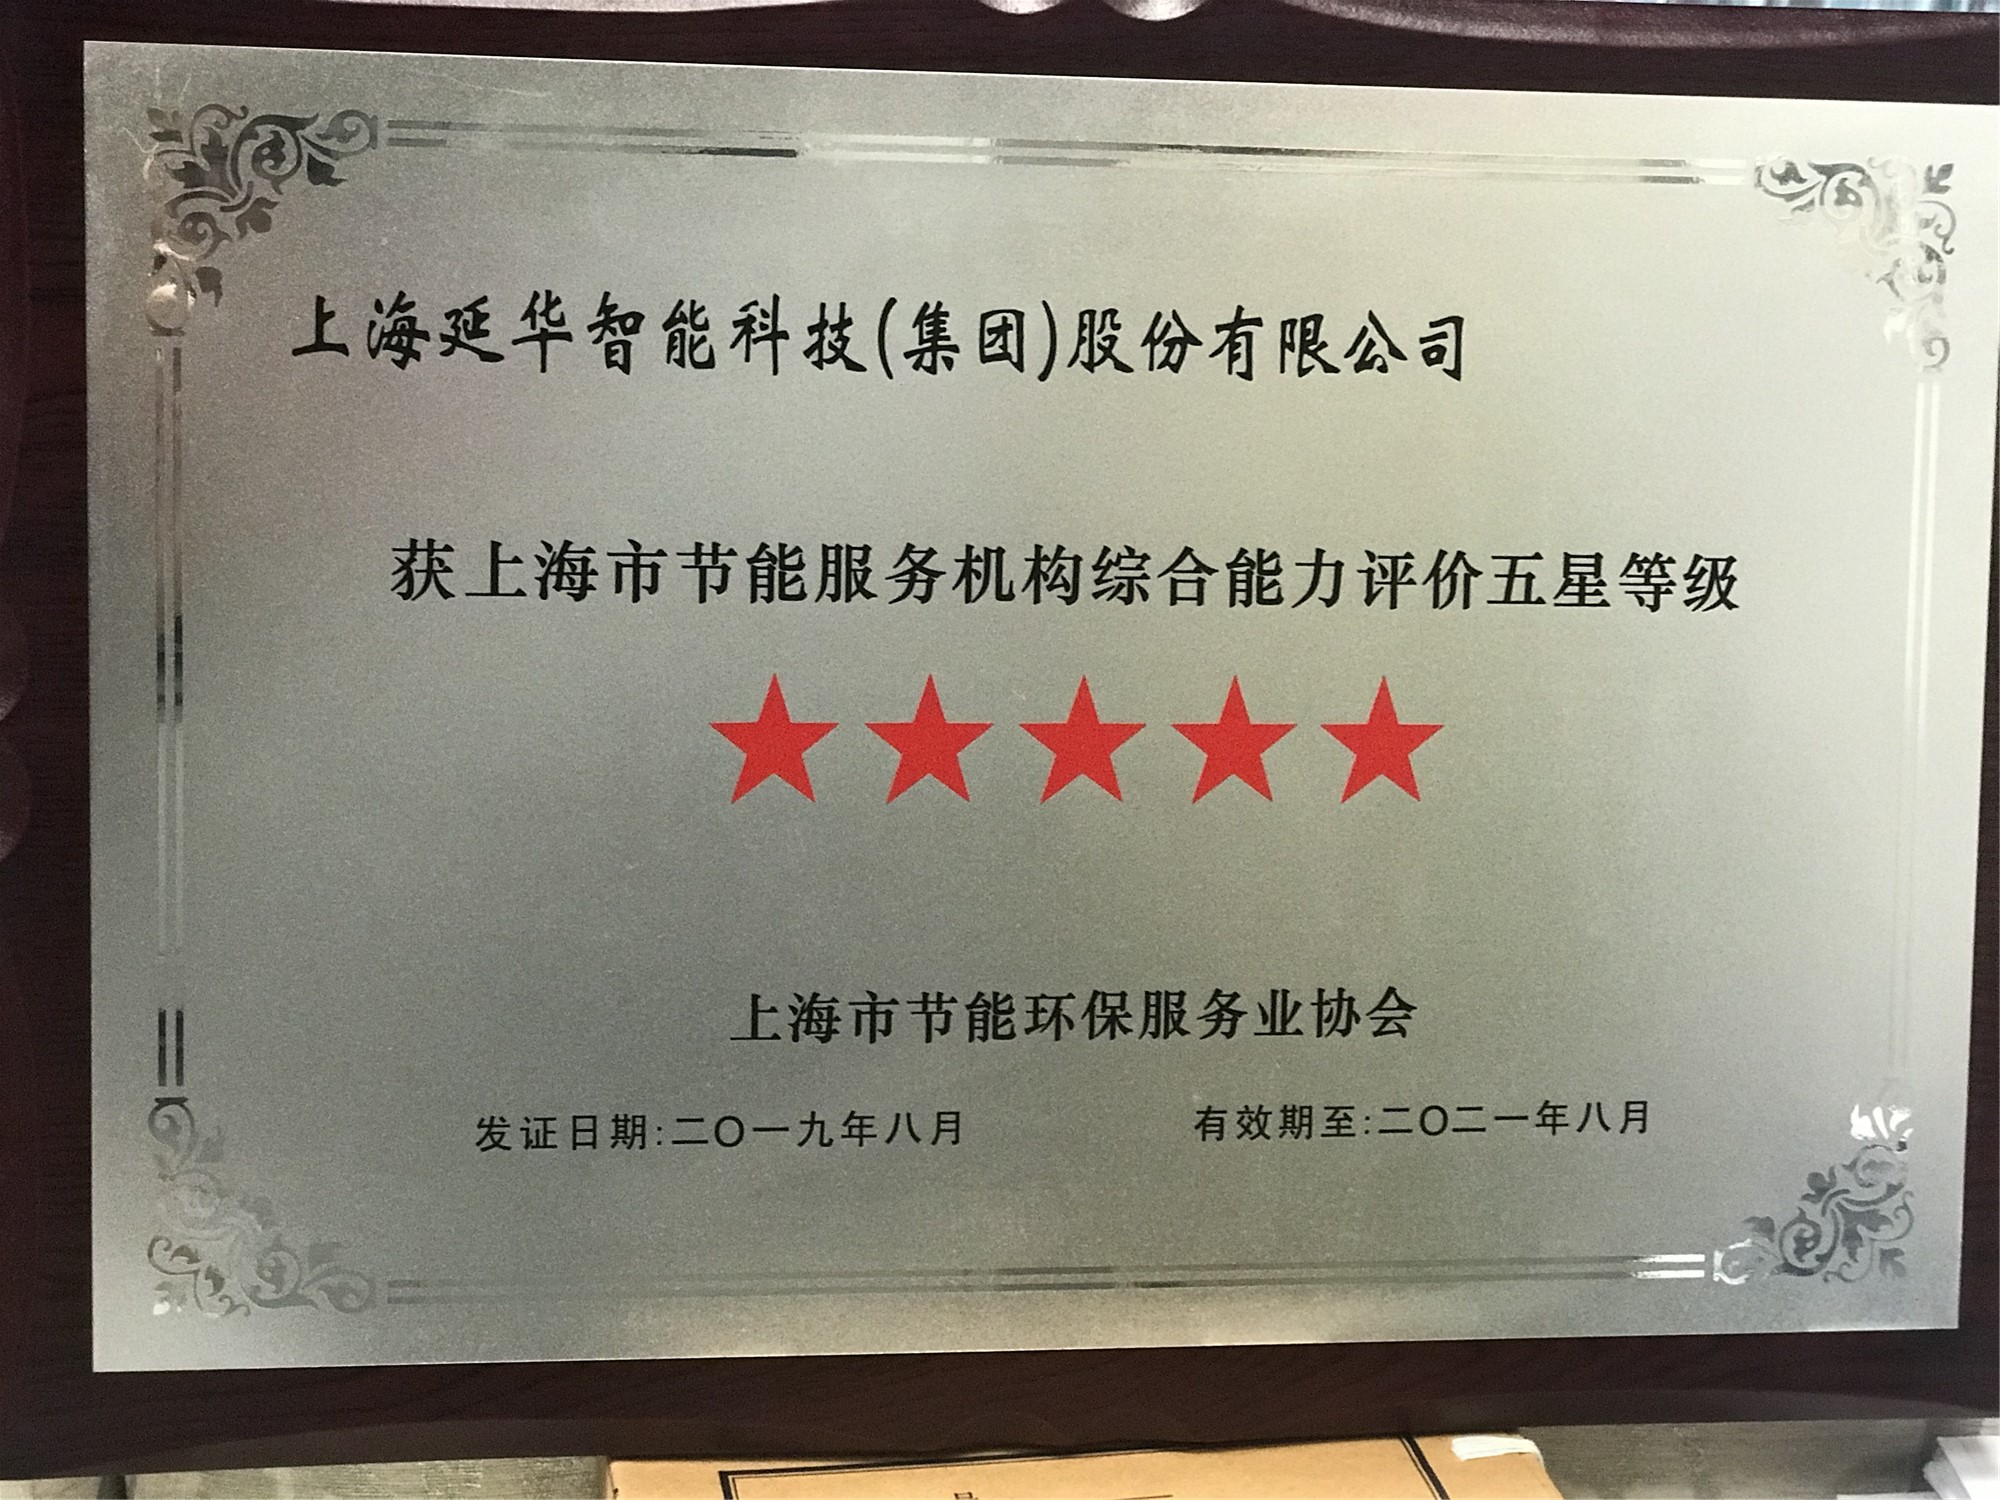 上海延华智能科技(集团)股份有限公司
获上海市节能服务机构综合能力评价五星等级
上海市节能环保服务业协会
发证日期:二〇一九年八月
有效期至:二〇二一年八月